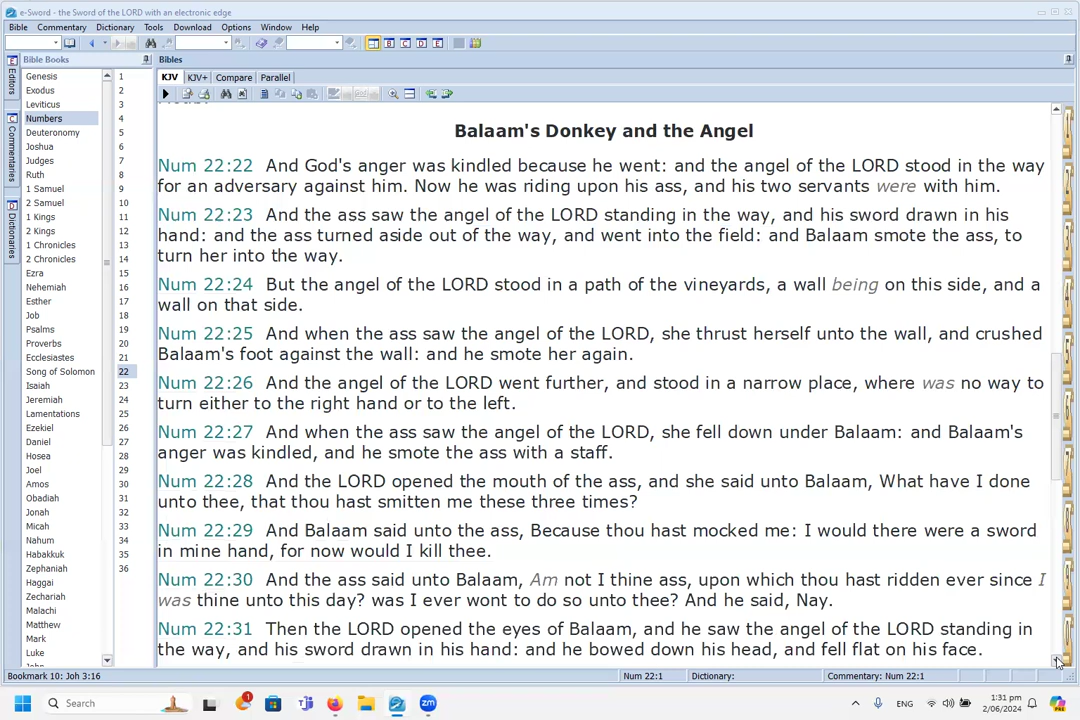 e-Sword - the Sword of the LORD with an electronic edge
Bible Commentary Dictionary Tools Download Options Window Help
B C D E
Editors
Commentaries
Dictionaries
Bible Books
Genesis
Exodus
Leviticus
Numbers
Deuteronomy
Joshua
Judges
Ruth
1 Samuel
2 Samuel
1 Kings
2 Kings
1 Chronicles
2 Chronicles
Ezra
Nehemiah
Esther
Job
Psalms
Proverbs
Ecclesiastes
Song of Solomon
Isaiah
Jeremiah
Lamentations
Ezekiel
Daniel
Hosea
Joel
Amos
Obadiah
Jonah
Micah
Nahum
Habakkuk
Zephaniah
Haggai
Zechariah
Malachi
Matthew
Mark
Luke
1
2
3
4
5
6
7
8
9
10
11
12
13
14
15
16
17
18
19
20
21
22
23
24
25
26
27
28
29
30
31
32
33
34
35
36
Bibles
KJV KJV+ Compare Parallel
Balaam's Donkey and the Angel
Num 22:22 And God's anger was kindled because he went: and the angel of the LORD stood in the way
for an adversary against him. Now he was riding upon his ass, and his two servants were with him.
Num 22:23 And the ass saw the angel of the LORD standing in the way, and his sword drawn in his
hand: and the ass turned aside out of the way, and went into the field: and Balaam smote the ass, to
turn her into the way.
Num 22:24 But the angel of the LORD stood in a path of the vineyards, a wall being on this side, and a
wall on that side.
Num 22:25 And when the ass saw the angel of the LORD, she thrust herself unto the wall, and crushed
Balaam's foot against the wall: and he smote her again.
Num 22:26 And the angel of the LORD went further, and stood in a narrow place, where was no way to
turn either to the right hand or to the left.
Num 22:27 And when the ass saw the angel of the LORD, she fell down under Balaam: and Balaam's
anger was kindled, and he smote the ass with a staff.
Num 22:28 And the LORD opened the mouth of the ass, and she said unto Balaam, What have I done
unto thee, that thou hast smitten me these three times?
Num 22:29 And Balaam said unto the ass, Because thou hast mocked me: I would there were a sword
in mine hand, for now would I kill thee.
Num 22:30 And the ass said unto Balaam, Am not I thine ass, upon which thou hast ridden ever since I
was thine unto this day? was I ever wont to do so unto thee? And he said, Nay.
Num 22:31 Then the LORD opened the eyes of Balaam, and he saw the angel of the LORD standing in
the way, and his sword drawn in his hand: and he bowed down his head, and fell flat on his face.
1
2
3
4
5
6
7
8
9
Bookmark 10: Joh 3:16 Num 22:1 Dictionary: Commentary: Num 22:1
Search
zm
ENG
1:31 pm
2/06/2024